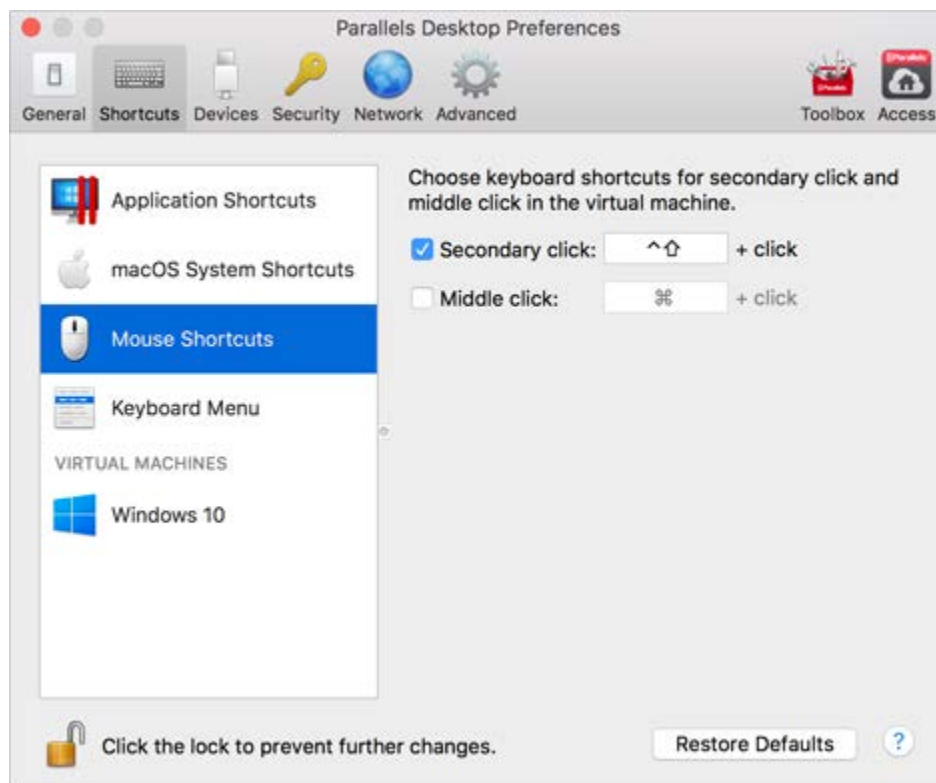 Parallels Desktop Preferences
General Shortcuts Devices Security Network Advanced Toolbox Access
Application Shortcuts
macOS System Shortcuts
Mouse Shortcuts
Keyboard Menu
VIRTUAL MACHINES
Windows 10
Choose keyboard shortcuts for secondary click and
middle click in the virtual machine.
Secondary click: ^⇧ + click
Middle click: ⌘ + click
Click the lock to prevent further changes.
Restore Defaults ?